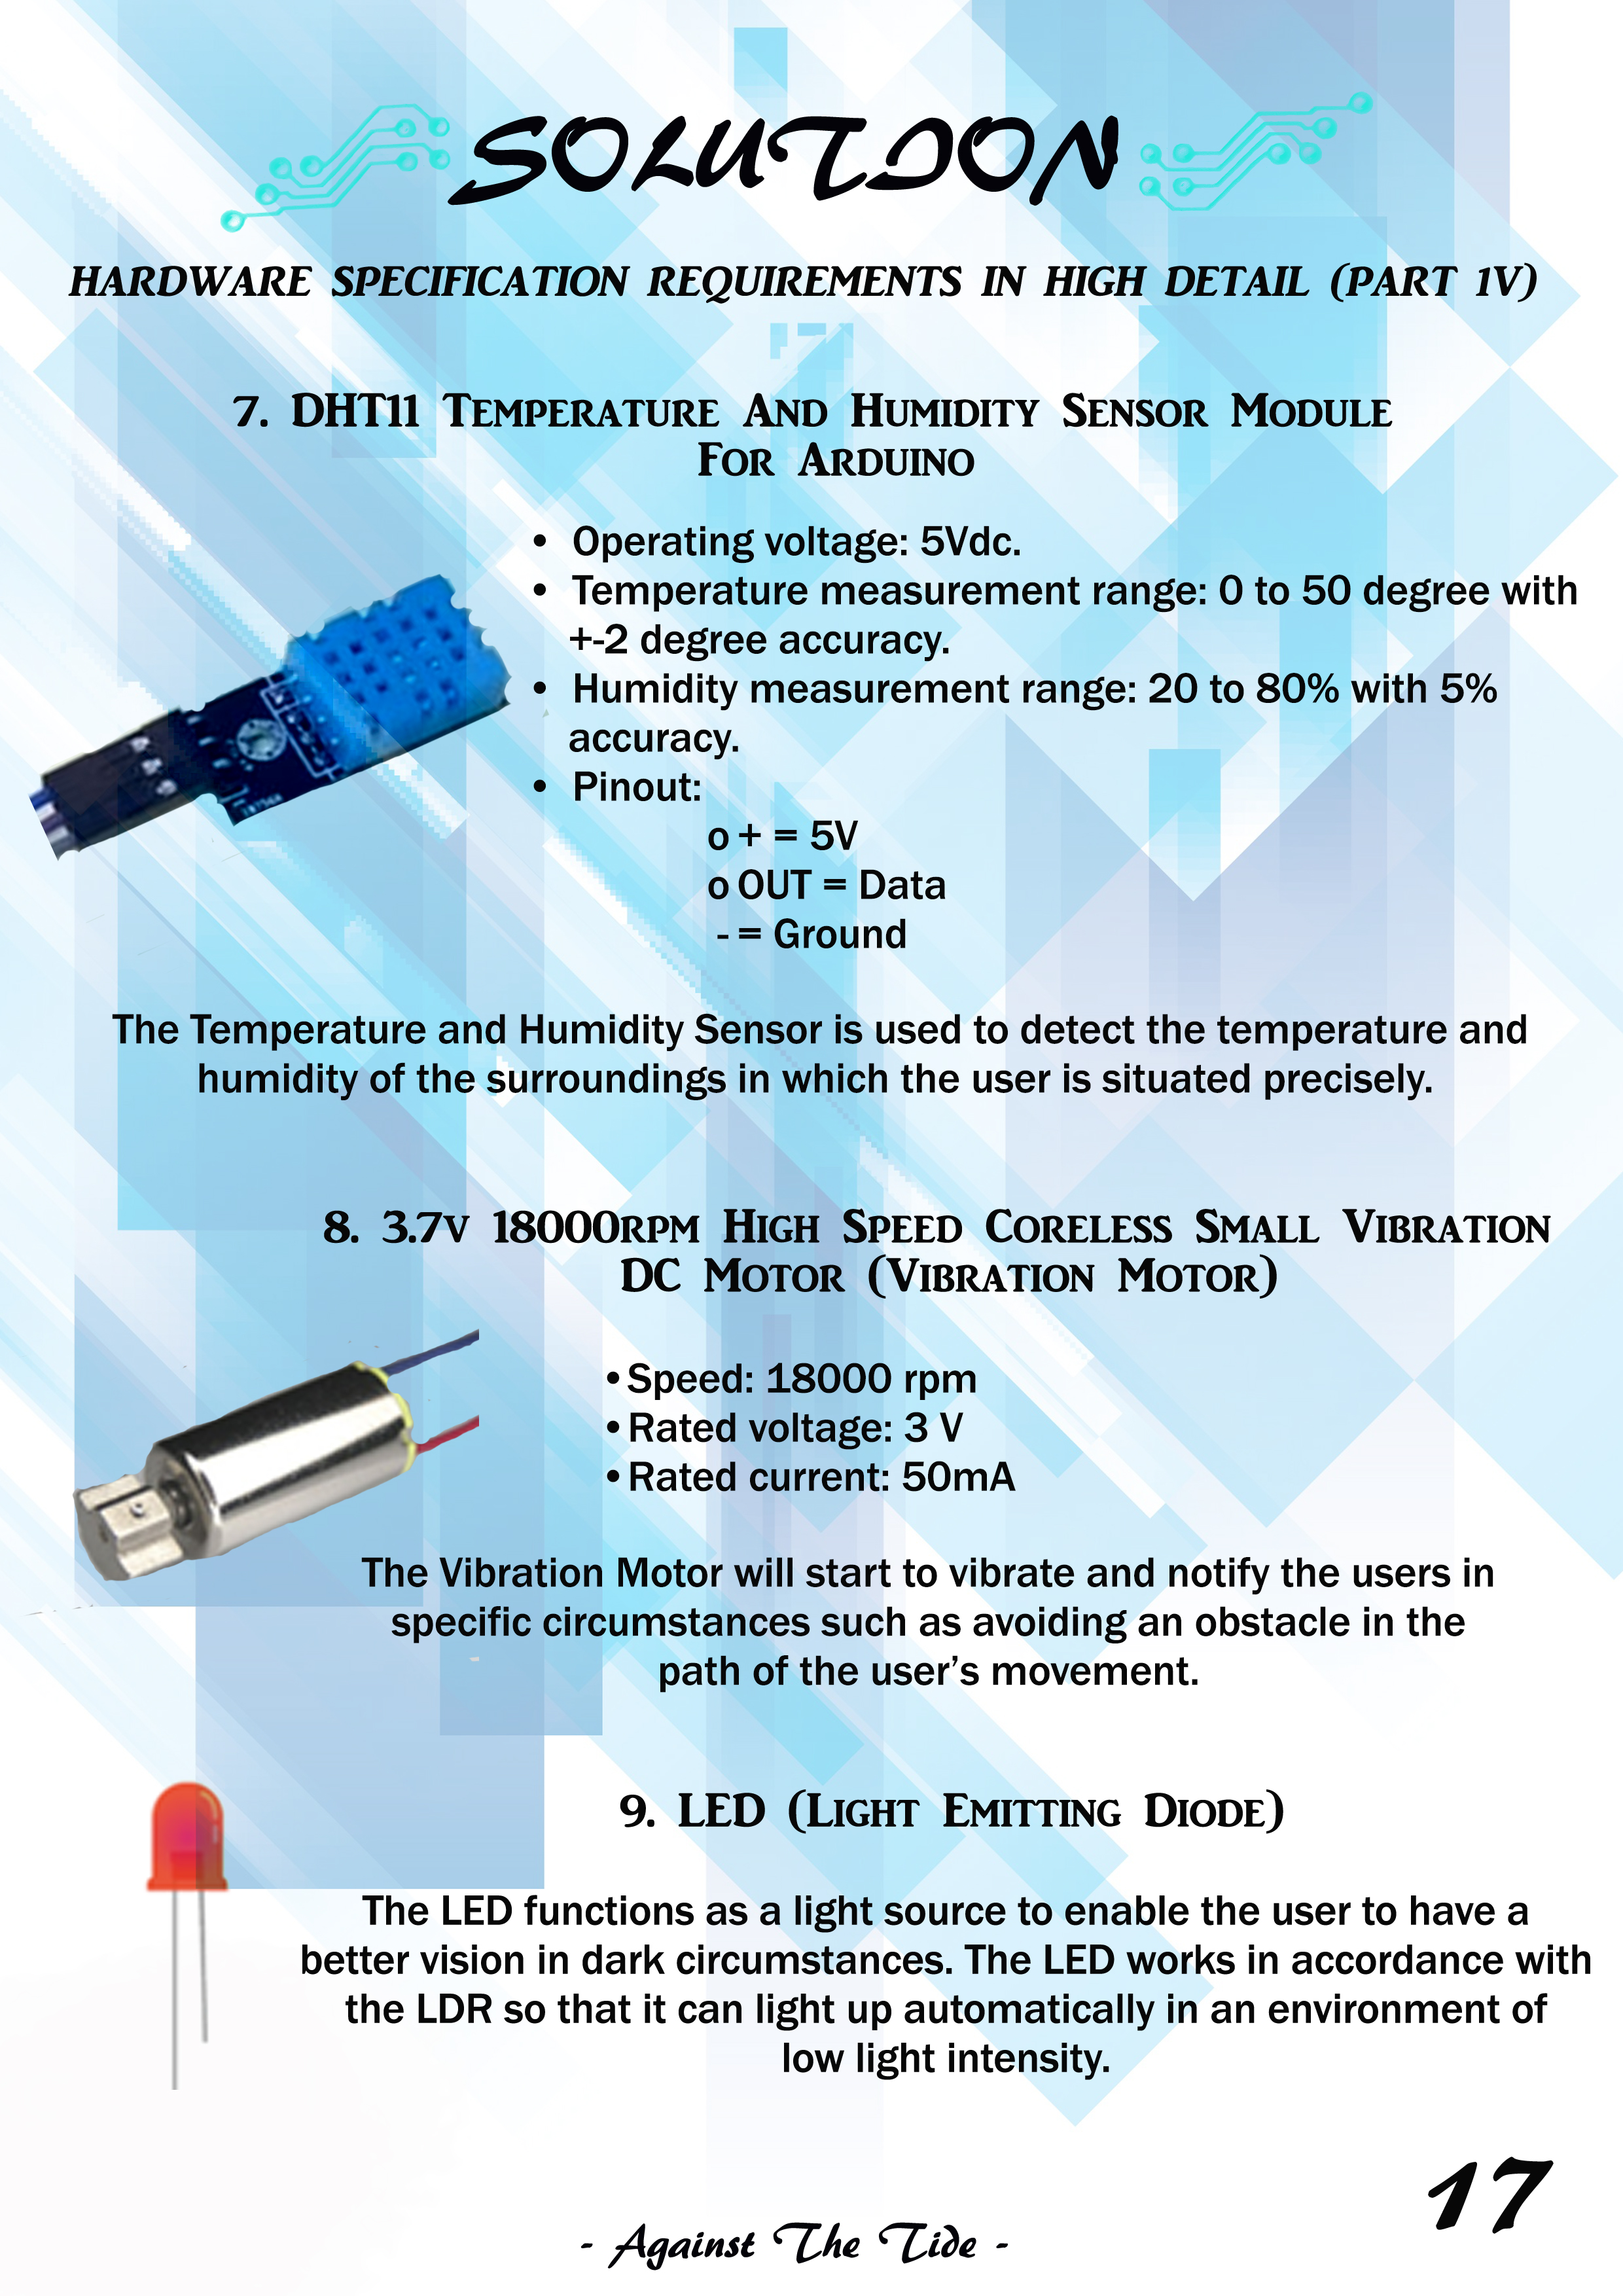 SOLUTION
HARDWARE SPECIFICATION REQUIREMENTS IN HIGH DETAIL (PART 1V)
7. DHT11 Temperature And Humidity Sensor Module
For Arduino
• Operating voltage: 5Vdc.
• Temperature measurement range: 0 to 50 degree with
+-2 degree accuracy.
• Humidity measurement range: 20 to 80% with 5%
accuracy.
• Pinout:
o + = 5V
o OUT = Data
- = Ground
The Temperature and Humidity Sensor is used to detect the temperature and
humidity of the surroundings in which the user is situated precisely.
8. 3.7v 18000rpm High Speed Coreless Small Vibration
DC Motor (Vibration Motor)
•Speed: 18000 rpm
•Rated voltage: 3 V
•Rated current: 50mA
The Vibration Motor will start to vibrate and notify the users in
specific circumstances such as avoiding an obstacle in the
path of the user’s movement.
9. LED (Light Emitting Diode)
The LED functions as a light source to enable the user to have a
better vision in dark circumstances. The LED works in accordance with
the LDR so that it can light up automatically in an environment of
low light intensity.
17
- Against The Tide -